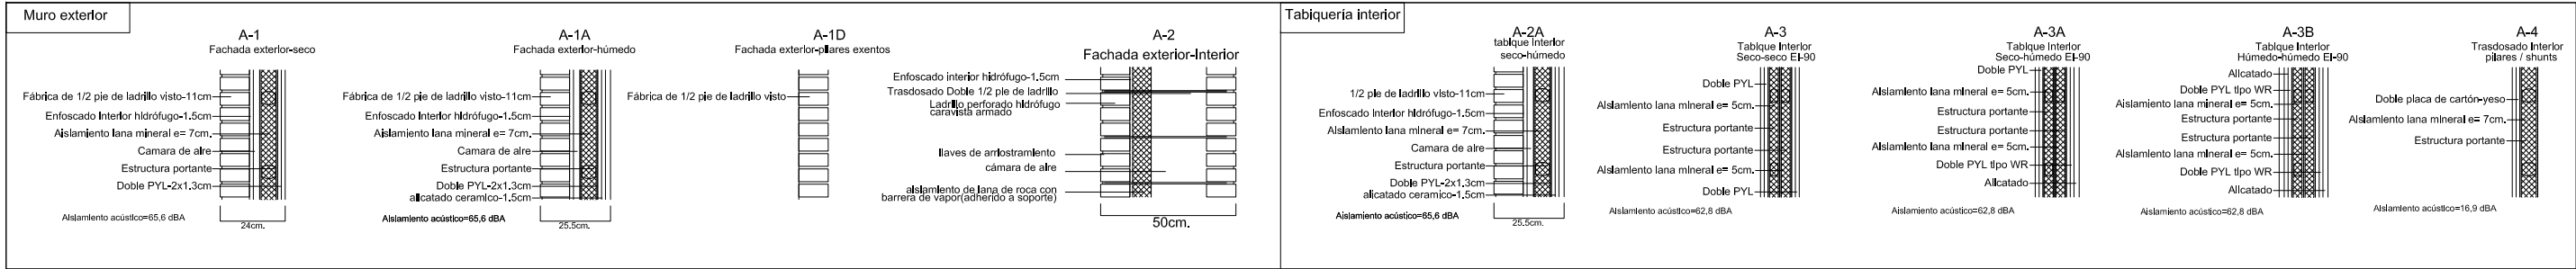 Muro exterior
A-1
Fachada exterior-seco
Fábrica de 1/2 pie de ladrillo visto-11cm
Enfoscado Interior hidrófugo-1.5cm
Aislamiento lana mineral e= 7cm.
Camara de aire
Estructura portante
Doble PYL-2x1.3cm
Aislamiento acústico=65,6 dBA
24cm.
A-1A
Fachada exterior-húmedo
Fábrica de 1/2 pie de ladrillo visto-11cm
Enfoscado Interior hidrófugo-1.5cm
Aislamiento lana mineral e= 7cm.
Camara de aire
Estructura portante
Doble PYL-2x1.3cm
alicatado ceramico-1.5cm
Aislamiento acústico=65,6 dBA
25.5cm.
A-1D
Fachada exterior-pilares exentos
Fábrica de 1/2 pie de ladrillo visto
A-2
Fachada exterior-Interior
Enfoscado interior hidrófugo-1.5cm
Trasdosado Doble 1/2 pie de ladrillo
Ladrillo perforado hidrófugo
caravista armado
llaves de arriostramiento
cámara de aire
aislamiento de lana de roca con
barrera de vapor(adherido a soporte)
50cm.
Tabiquería interior
A-2A
tabique Interior
seco-húmedo
1/2 pie de ladrillo visto-11cm
Enfoscado Interior hidrófugo-1.5cm
Aislamiento lana mineral e= 7cm.
Camara de aire
Estructura portante
Doble PYL-2x1.3cm
alicatado ceramico-1.5cm
Aislamiento acústico=65,6 dBA
25.5cm.
A-3
Tabique Interior
Seco-seco EI-90
Doble PYL
Aislamiento lana mineral e= 5cm.
Estructura portante
Estructura portante
Aislamiento lana mineral e= 5cm.
Doble PYL
Aislamiento acústico=62,8 dBA
A-3A
Tabique Interior
Seco-húmedo EI-90
Doble PYL
Aislamiento lana mineral e= 5cm.
Estructura portante
Estructura portante
Aislamiento lana mineral e= 5cm.
Doble PYL tipo WR
Alicatado
Aislamiento acústico=62,8 dBA
A-3B
Tabique Interior
Húmedo-húmedo EI-90
Alicatado
Doble PYL tipo WR
Aislamiento lana mineral e= 5cm.
Estructura portante
Estructura portante
Aislamiento lana mineral e= 5cm.
Doble PYL tipo WR
Alicatado
Aislamiento acústico=62,8 dBA
A-4
Trasdosado Interior
pilares / shunts
Doble placa de cartón-yeso
Aislamiento lana mineral e= 7cm.
Estructura portante
Aislamiento acústico=16,9 dBA